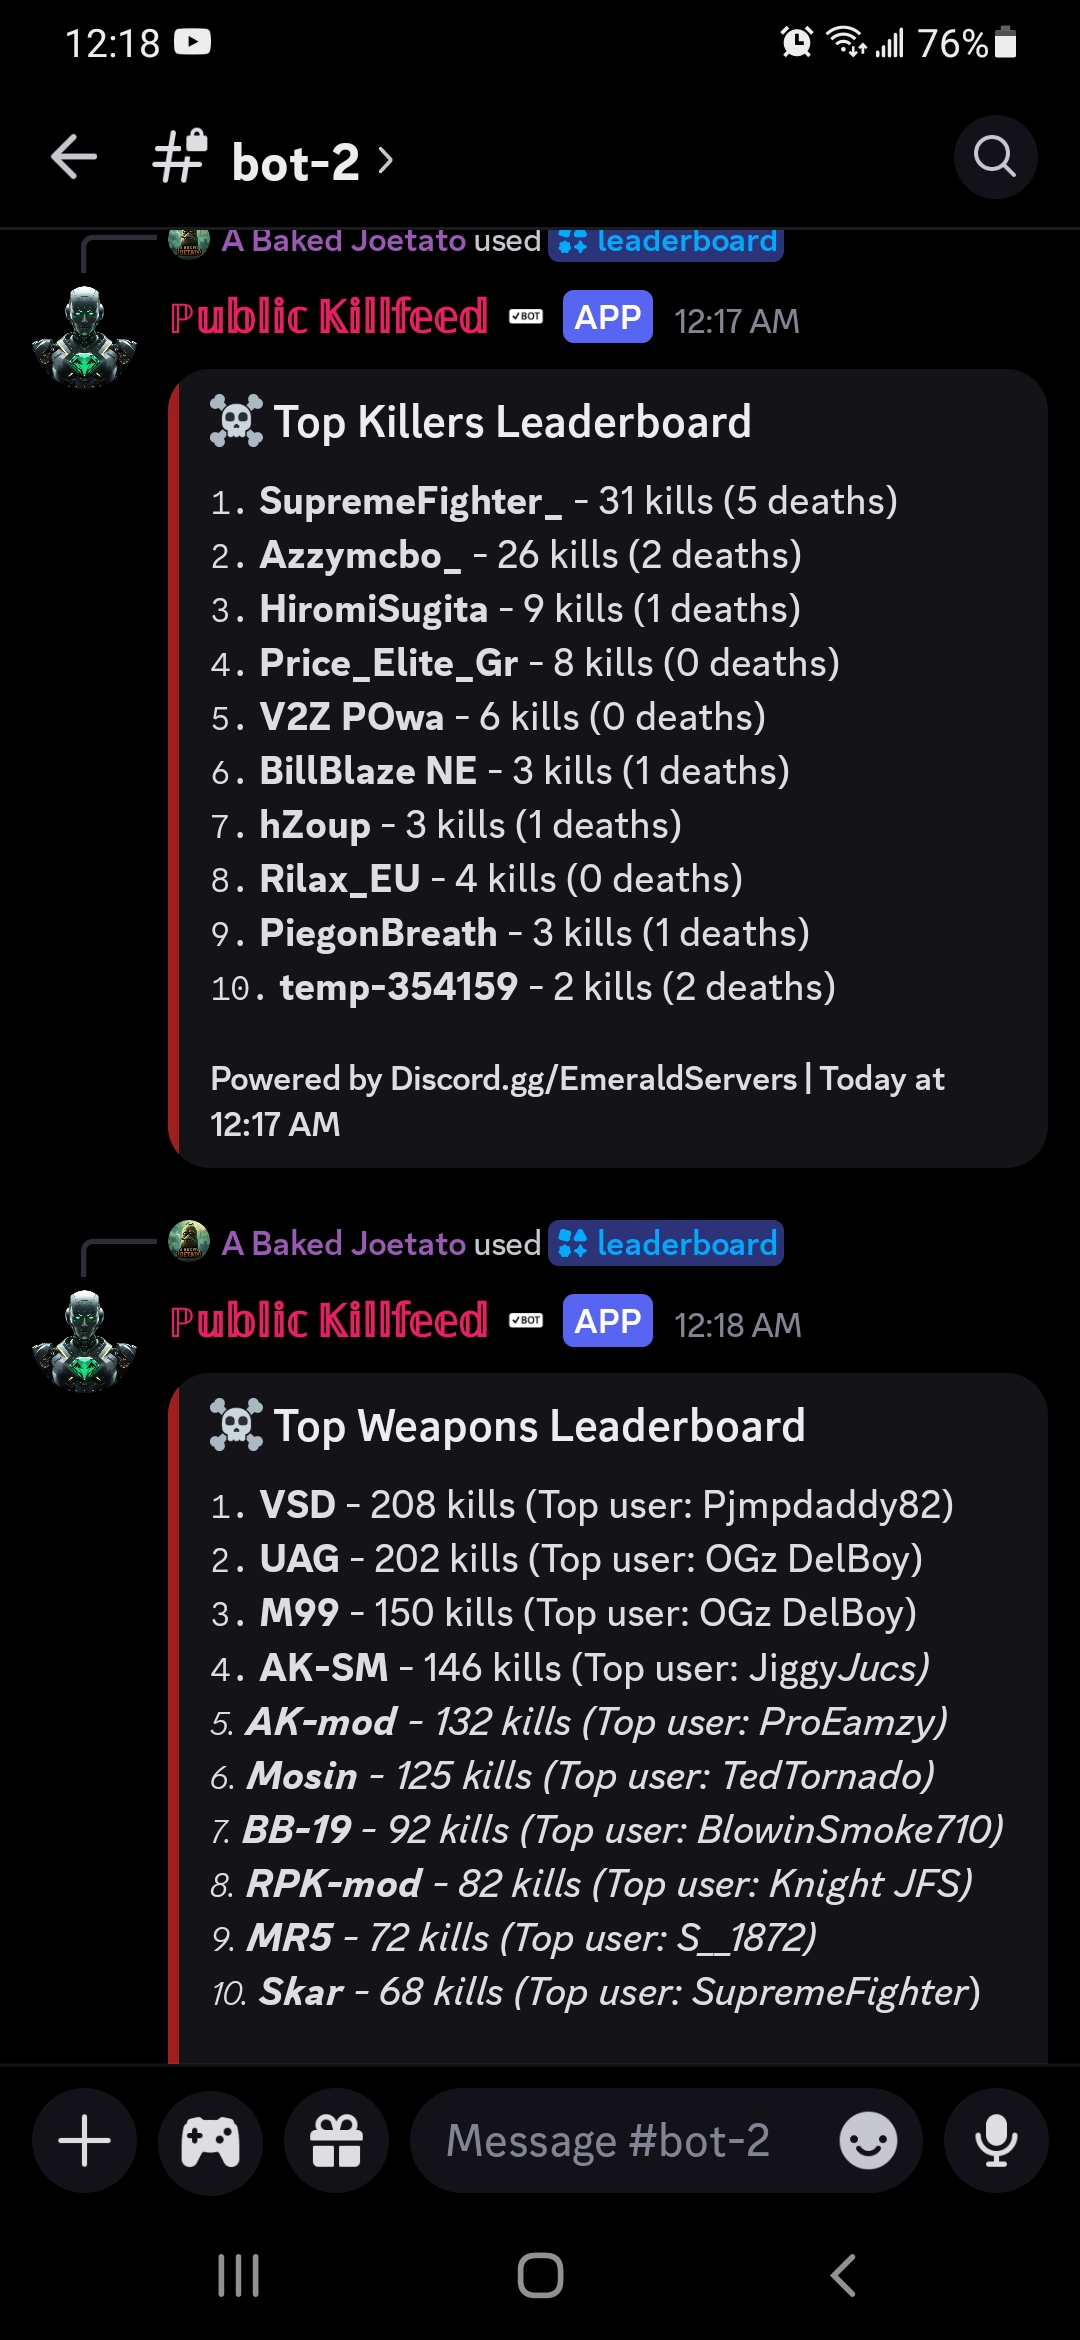 12:18 76%
bot-2
A Baked Joetato used leaderboard
ℙ𝕦𝕓𝕝𝕚𝕔 𝕂𝕚𝕝𝕝𝕗𝕖𝕖𝕕 ✓BOT APP 12:17 AM
☠️ Top Killers Leaderboard
1. SupremeFighter_ - 31 kills (5 deaths)
2. Azzymcbo_ - 26 kills (2 deaths)
3. HiromiSugita - 9 kills (1 deaths)
4. Price_Elite_Gr - 8 kills (0 deaths)
5. V2Z POwa - 6 kills (0 deaths)
6. BillBlaze NE - 3 kills (1 deaths)
7. hZoup - 3 kills (1 deaths)
8. Rilax_EU - 4 kills (0 deaths)
9. PiegonBreath - 3 kills (1 deaths)
10. temp-354159 - 2 kills (2 deaths)
Powered by Discord.gg/EmeraldServers | Today at
12:17 AM
A Baked Joetato used leaderboard
ℙ𝕦𝕓𝕝𝕚𝕔 𝕂𝕚𝕝𝕝𝕗𝕖𝕖𝕕 ✓BOT APP 12:18 AM
☠️ Top Weapons Leaderboard
1. VSD - 208 kills (Top user: Pjmpdaddy82)
2. UAG - 202 kills (Top user: OGz DelBoy)
3. M99 - 150 kills (Top user: OGz DelBoy)
4. AK-SM - 146 kills (Top user: JiggyJucs)
5. AK-mod - 132 kills (Top user: ProEamzy)
6. Mosin - 125 kills (Top user: TedTornado)
7. BB-19 - 92 kills (Top user: BlowinSmoke710)
8. RPK-mod - 82 kills (Top user: Knight JFS)
9. MR5 - 72 kills (Top user: S__1872)
10. Skar - 68 kills (Top user: SupremeFighter)
Message #bot-2